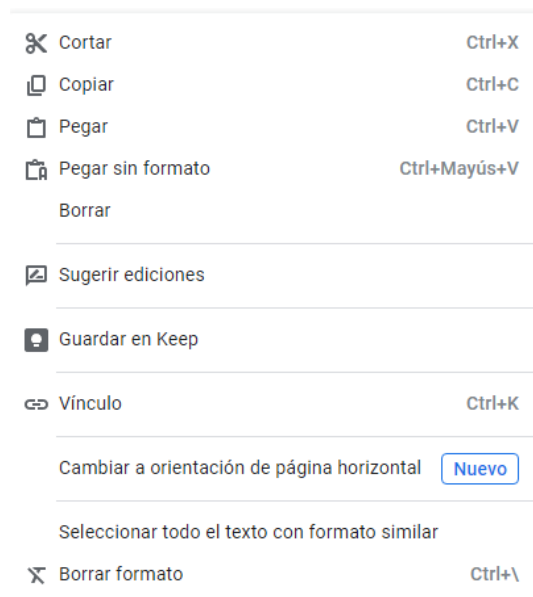 Cortar Ctrl+X
Copiar Ctrl+C
Pegar Ctrl+V
Pegar sin formato Ctrl+Mayús+V
Borrar
Sugerir ediciones
Guardar en Keep
Vínculo Ctrl+K
Cambiar a orientación de página horizontal Nuevo
Seleccionar todo el texto con formato similar
Borrar formato Ctrl+\